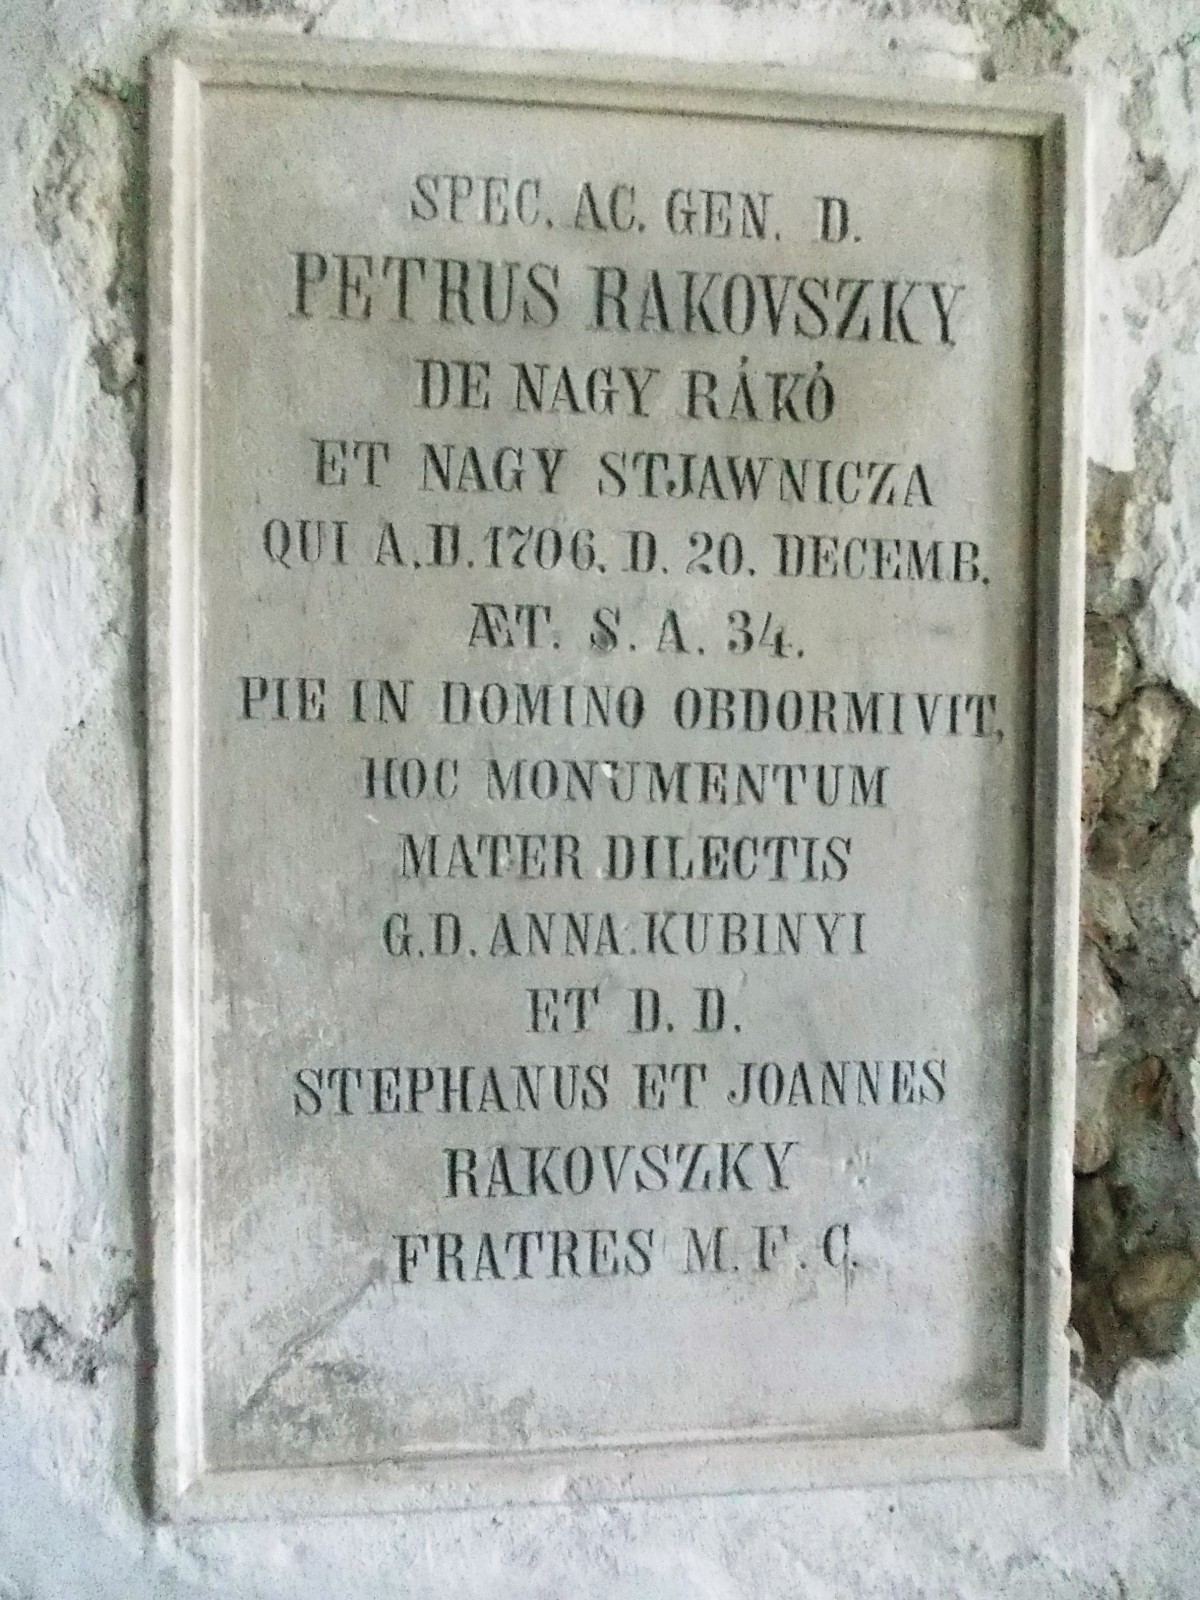 SPEC. AC. GEN. D.
PETRUS RAKOVSZKY
DE NAGY RÁKÓ
ET NAGY STJAWNICZA
QUI A.D.1706. D. 20. DECEMB.
ÆT. S. A. 34.
PIE IN DOMINO OBDORMIVIT,
HOC MONUMENTUM
MATER DILECTIS
G.D. ANNA.KUBINYI
ET D. D.
STEPHANUS ET JOANNES
RAKOVSZKY
FRATRES M. F. C.